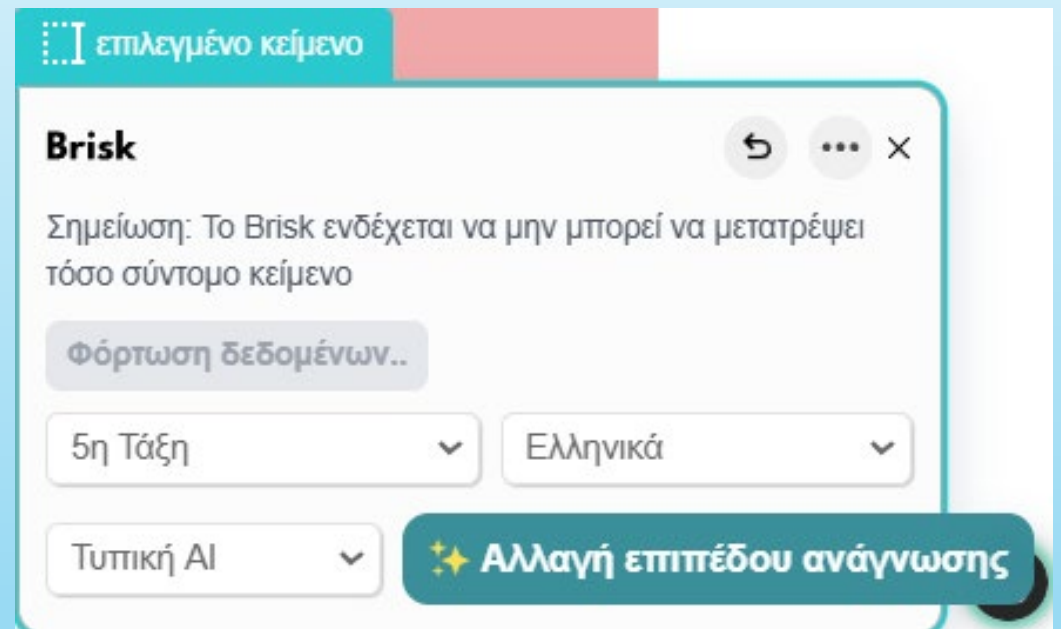 επιλεγμένο κείμενο
Brisk
Σημείωση: Το Brisk ενδέχεται να μην μπορεί να μετατρέψει
τόσο σύντομο κείμενο
Φόρτωση δεδομένων..
5η Τάξη
Ελληνικά
Τυπική AI
Αλλαγή επιπέδου ανάγνωσης